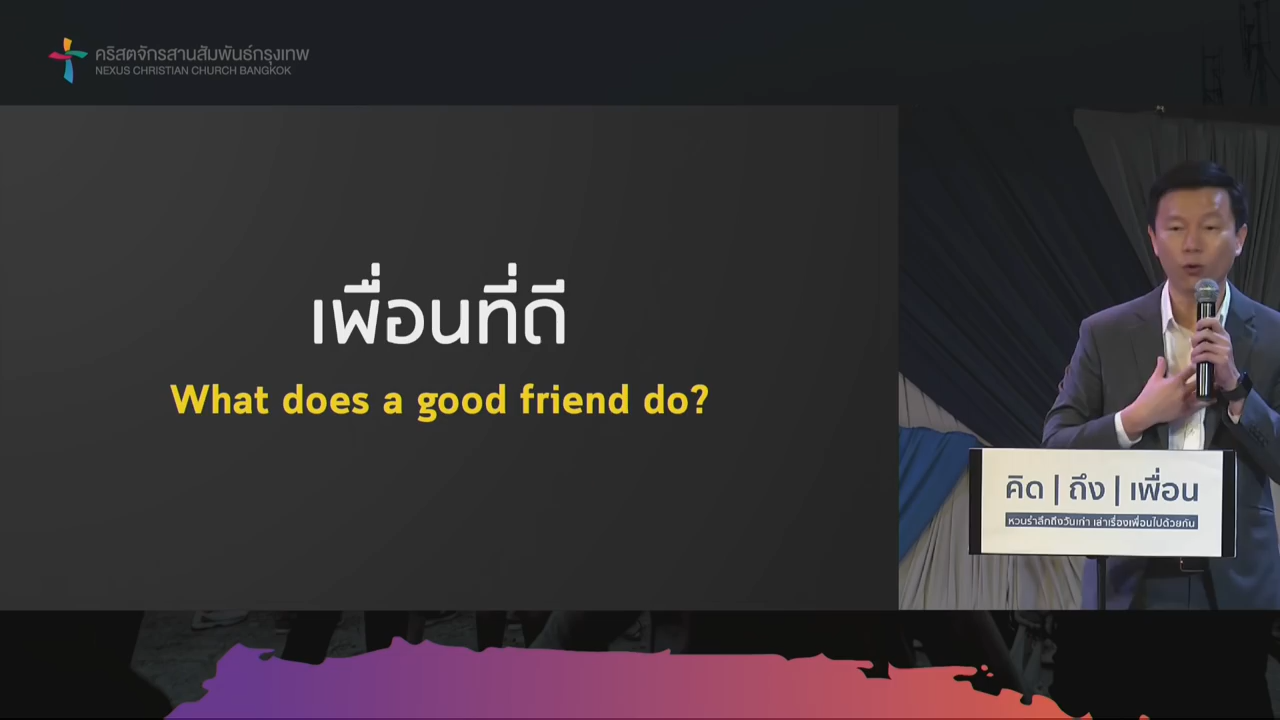 คริสตจักรสานสัมพันธ์กรุงเทพ
NEXUS CHRISTIAN CHURCH BANGKOK
เพื่อนที่ดี
What does a good friend do?
คิด | ถึง | เพื่อน
หวนรำลึกถึงวันเก่า เล่าเรื่องเพื่อนไปด้วยกัน